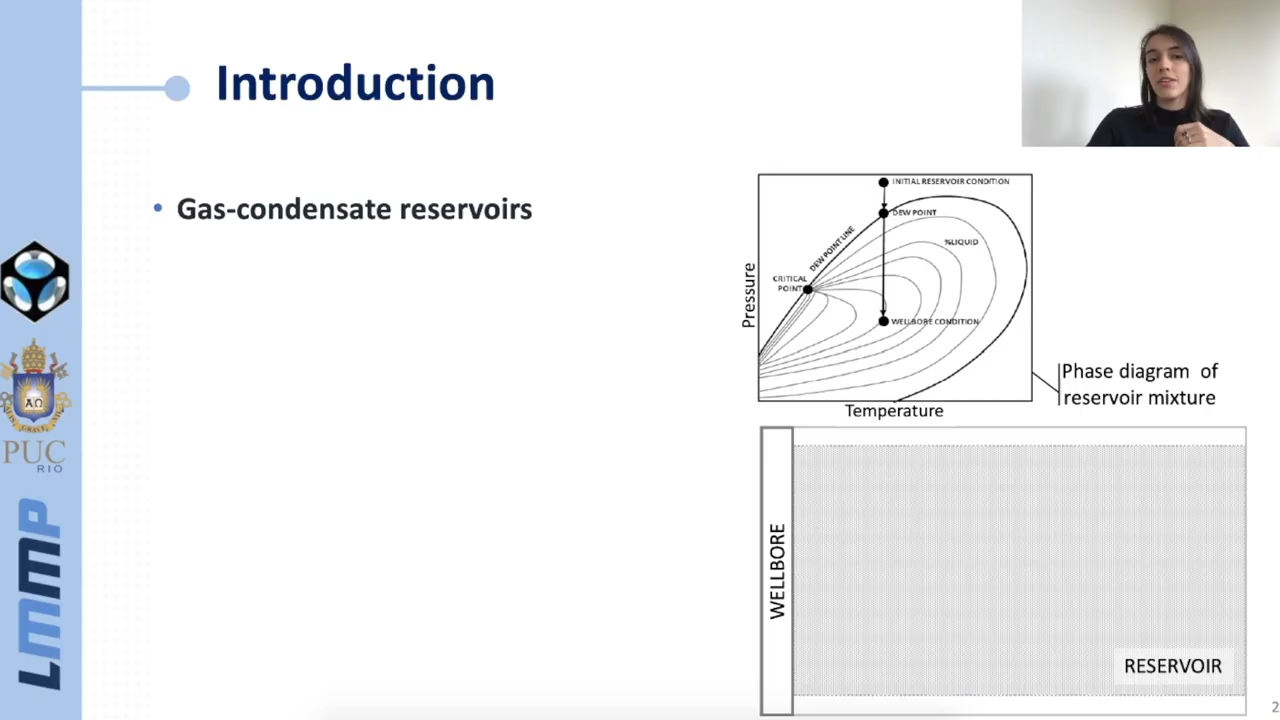 Introduction
• Gas-condensate reservoirs
INITIAL RESERVOIR CONDITION
DEW POINT
DEW POINT LINE
%LIQUID
CRITICAL
POINT
WELLBORE CONDITION
Pressure
Temperature
Phase diagram of
reservoir mixture
WELLBORE
RESERVOIR
ΑΩ
PUC
RIO
LMMP
2